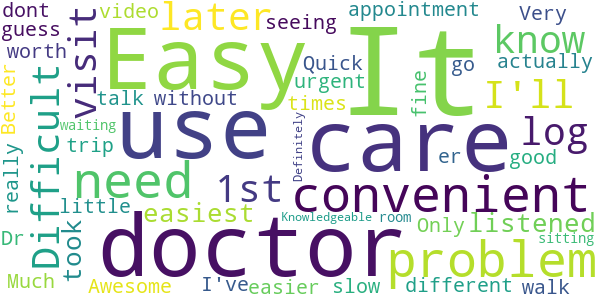 dont video later seeing appointment Very
guess worth visit Easy It know actually
Better Quick urgent go
Difficult talk without times fine I'll
use care log
really waiting trip Definitely er good
need 1st convenient
little easiest listened
Dr took doctor Only problem sitting
Knowledgeable room
Much Awesome I've easier slow different walk